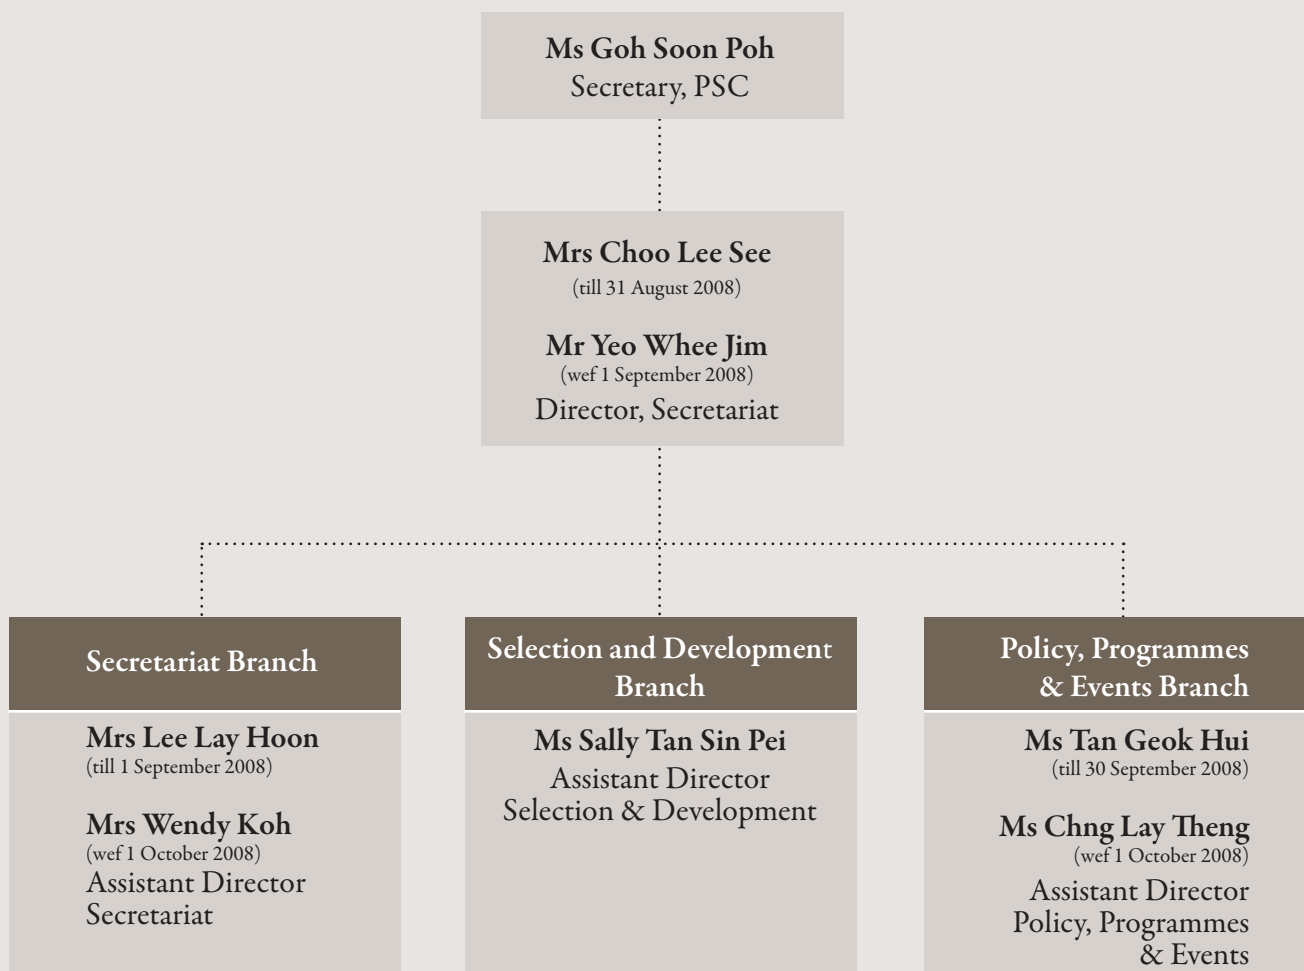 Ms Goh Soon Poh
Secretary, PSC
Mrs Choo Lee See
(till 31 August 2008)
Mr Yeo Whee Jim
(wef 1 September 2008)
Director, Secretariat
Secretariat Branch
Mrs Lee Lay Hoon
(till 1 September 2008)
Mrs Wendy Koh
(wef 1 October 2008)
Assistant Director
Secretariat
Selection and Development
Branch
Ms Sally Tan Sin Pei
Assistant Director
Selection & Development
Policy, Programmes
& Events Branch
Ms Tan Geok Hui
(till 30 September 2008)
Ms Chng Lay Theng
(wef 1 October 2008)
Assistant Director
Policy, Programmes
& Events